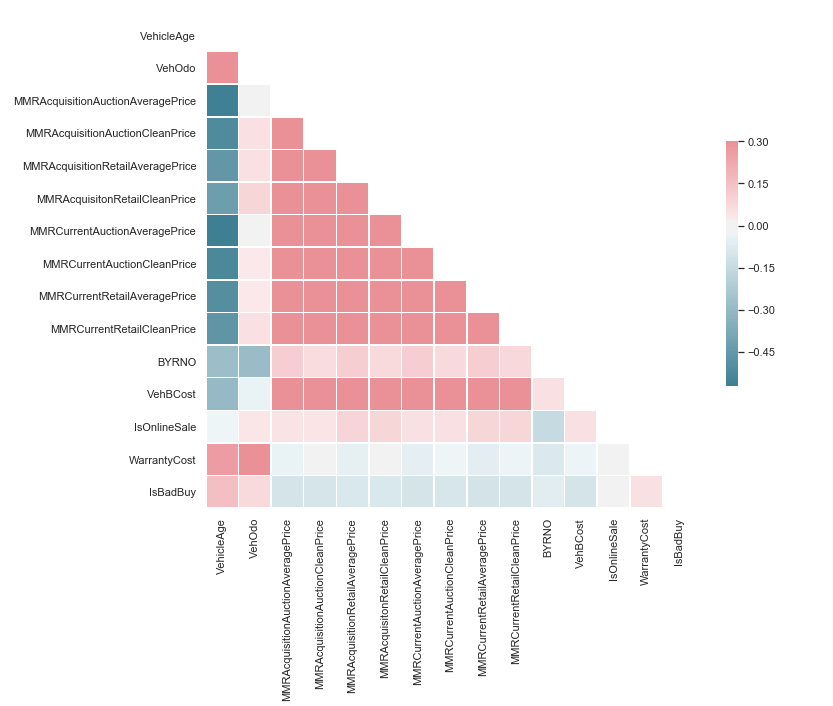 VehicleAge
VehOdo
MMRAcquisitionAuctionAveragePrice
MMRAcquisitionAuctionCleanPrice
MMRAcquisitionRetailAveragePrice
MMRAcquisitonRetailCleanPrice
MMRCurrentAuctionAveragePrice
MMRCurrentAuctionCleanPrice
MMRCurrentRetailAveragePrice
MMRCurrentRetailCleanPrice
BYRNO
VehBCost
IsOnlineSale
WarrantyCost
IsBadBuy
VehicleAge
VehOdo
MMRAcquisitionAuctionAveragePrice
MMRAcquisitionAuctionCleanPrice
MMRAcquisitionRetailAveragePrice
MMRAcquisitonRetailCleanPrice
MMRCurrentAuctionAveragePrice
MMRCurrentAuctionCleanPrice
MMRCurrentRetailAveragePrice
MMRCurrentRetailCleanPrice
BYRNO
VehBCost
IsOnlineSale
WarrantyCost
IsBadBuy
0.30
0.15
0.00
−0.15
−0.30
−0.45